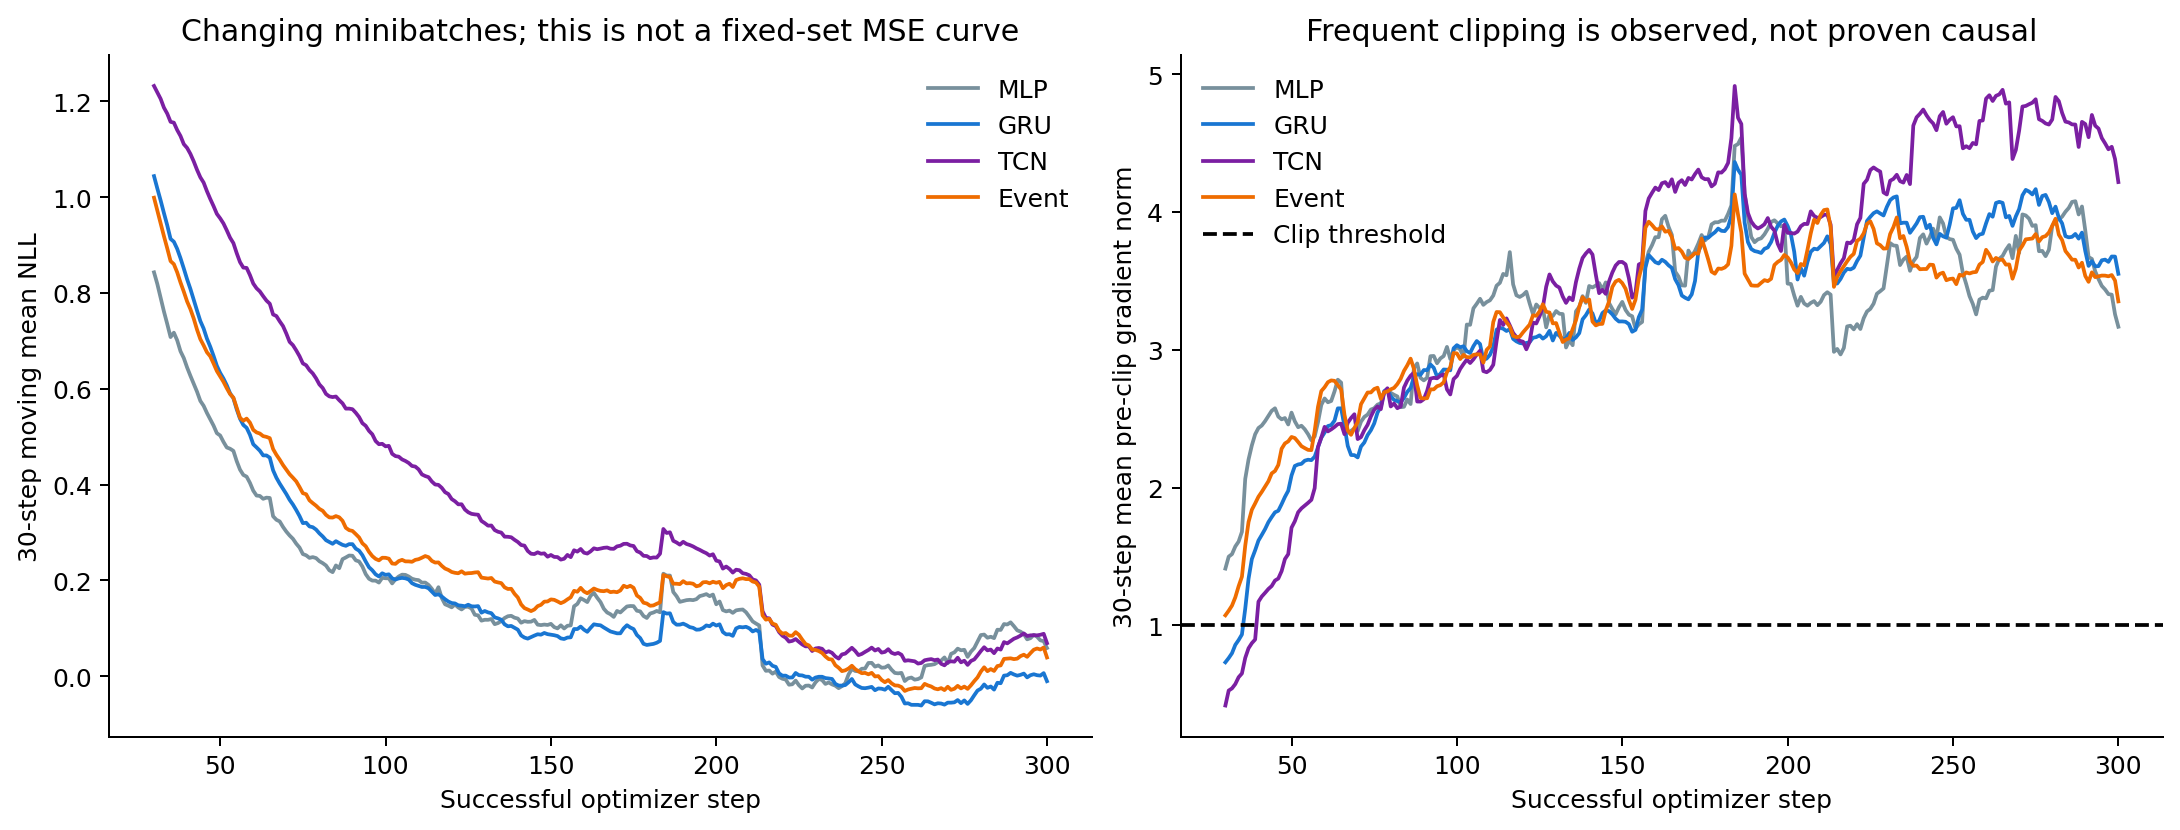 Changing minibatches; this is not a fixed-set MSE curve
30-step moving mean NLL
1.2
1.0
0.8
0.6
0.4
0.2
0.0
MLP
GRU
TCN
Event
50
100
150
200
250
300
Successful optimizer step
Frequent clipping is observed, not proven causal
30-step mean pre-clip gradient norm
5
4
3
2
1
MLP
GRU
TCN
Event
Clip threshold
50
100
150
200
250
300
Successful optimizer step